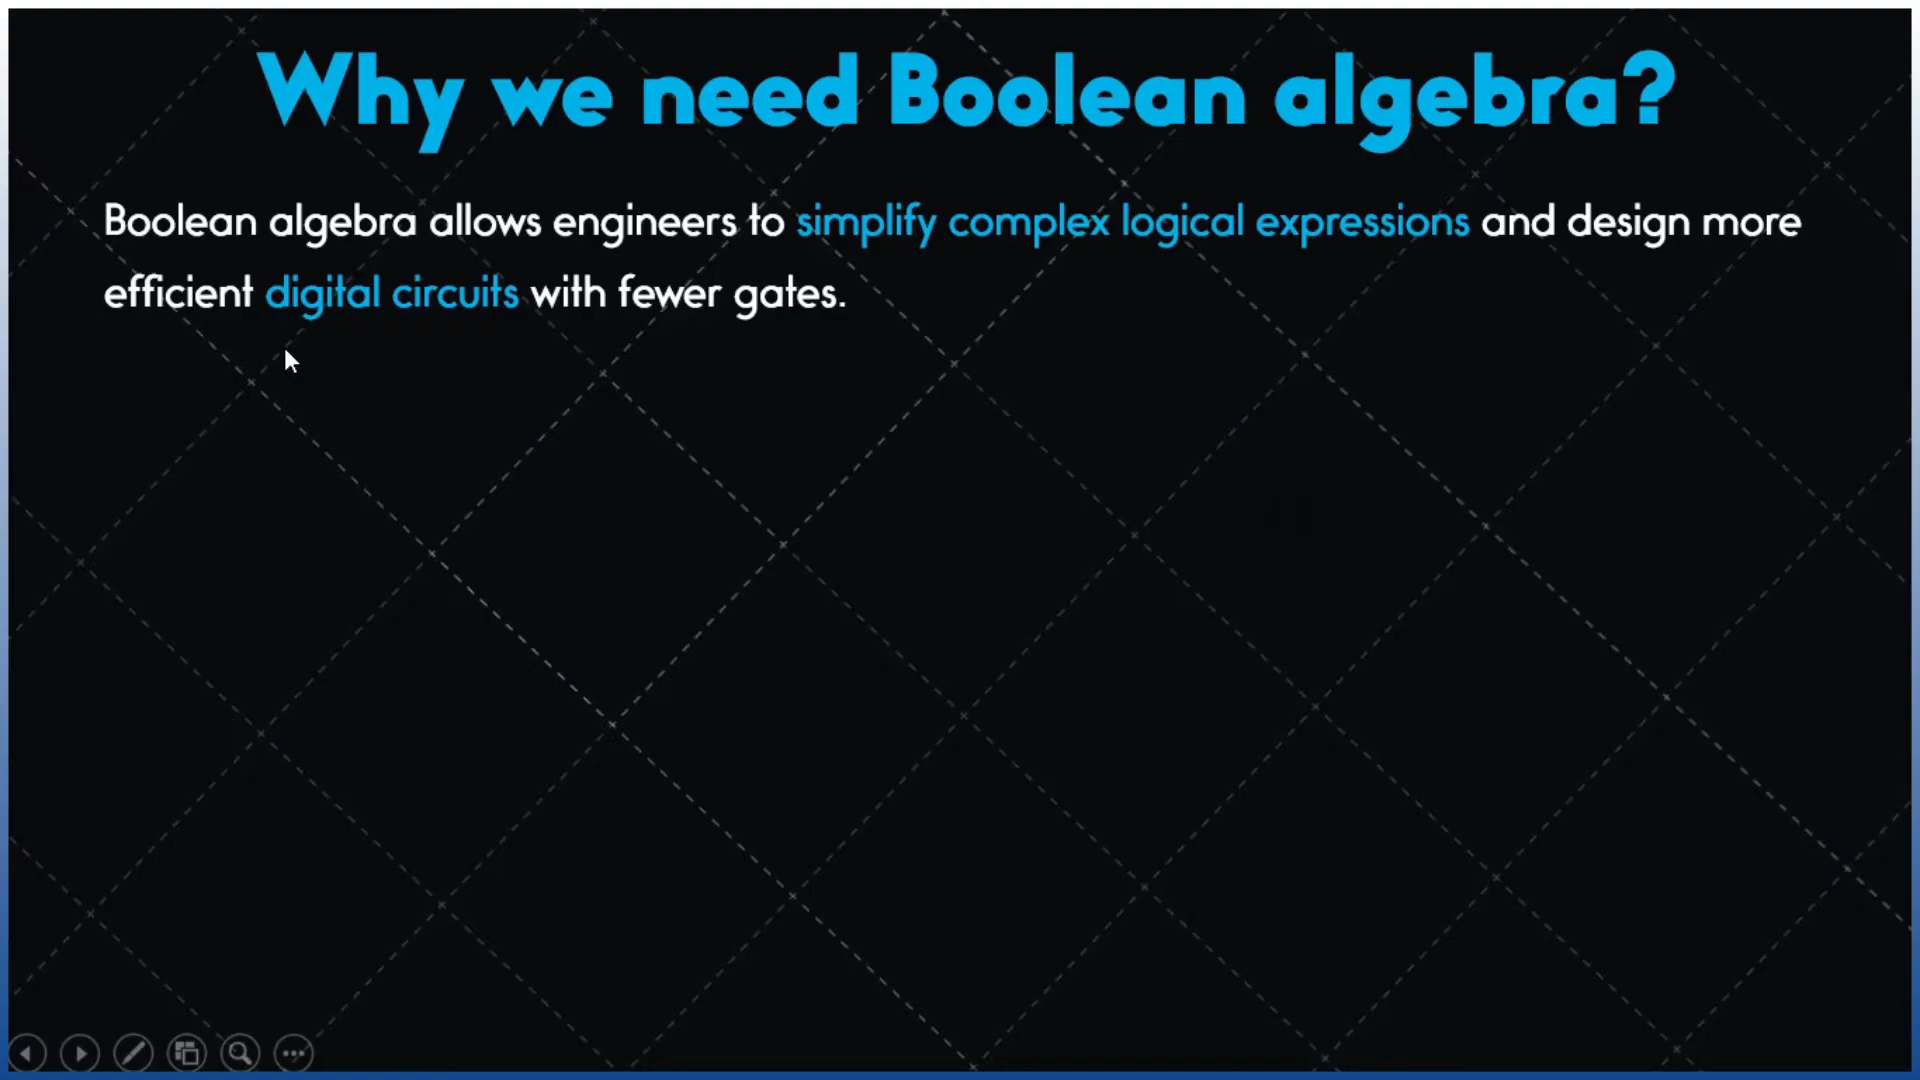 Why we need Boolean algebra?
Boolean algebra allows engineers to simplify complex logical expressions and design more
efficient digital circuits with fewer gates.